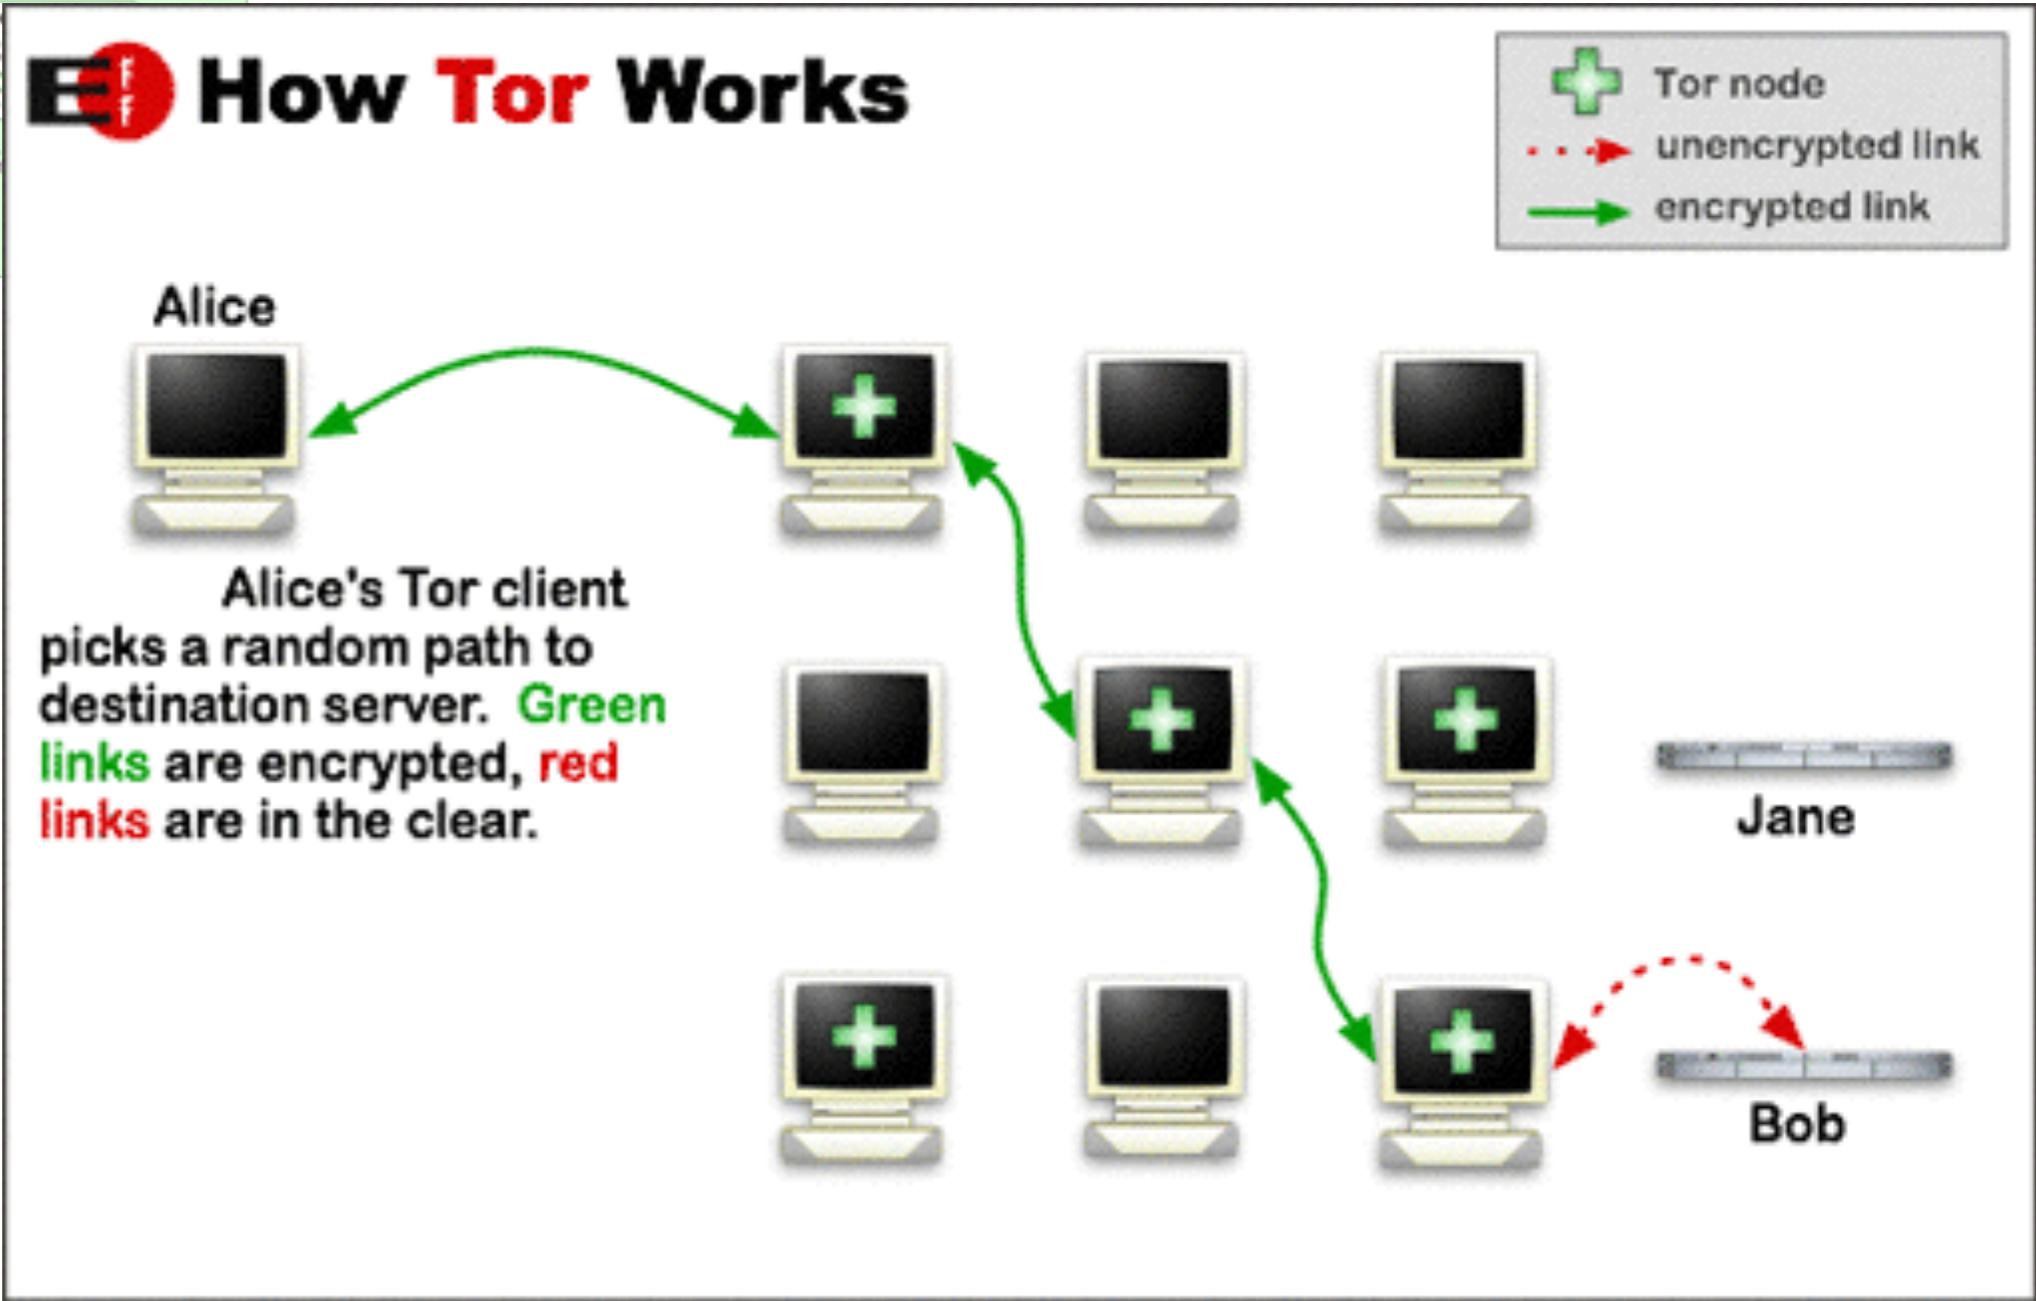 Eff How Tor Works
Tor node
unencrypted link
encrypted link
Alice
Alice's Tor client
picks a random path to
destination server. Green
links are encrypted, red
links are in the clear.
Jane
Bob